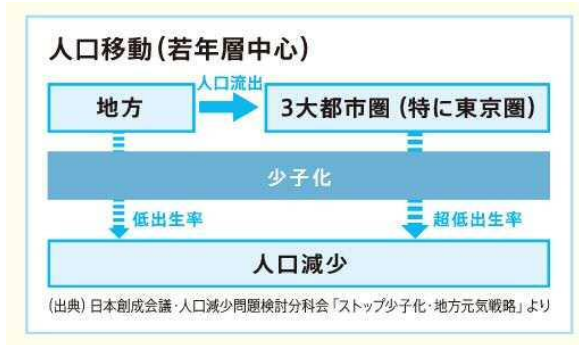 人口移動(若年層中心)
人口流出
地方
3大都市圏(特に東京圏)
少子化
低出生率
超低出生率
人口減少
(出典)日本創成会議・人口減少問題検討分科会「ストップ少子化・地方元気戦略」より